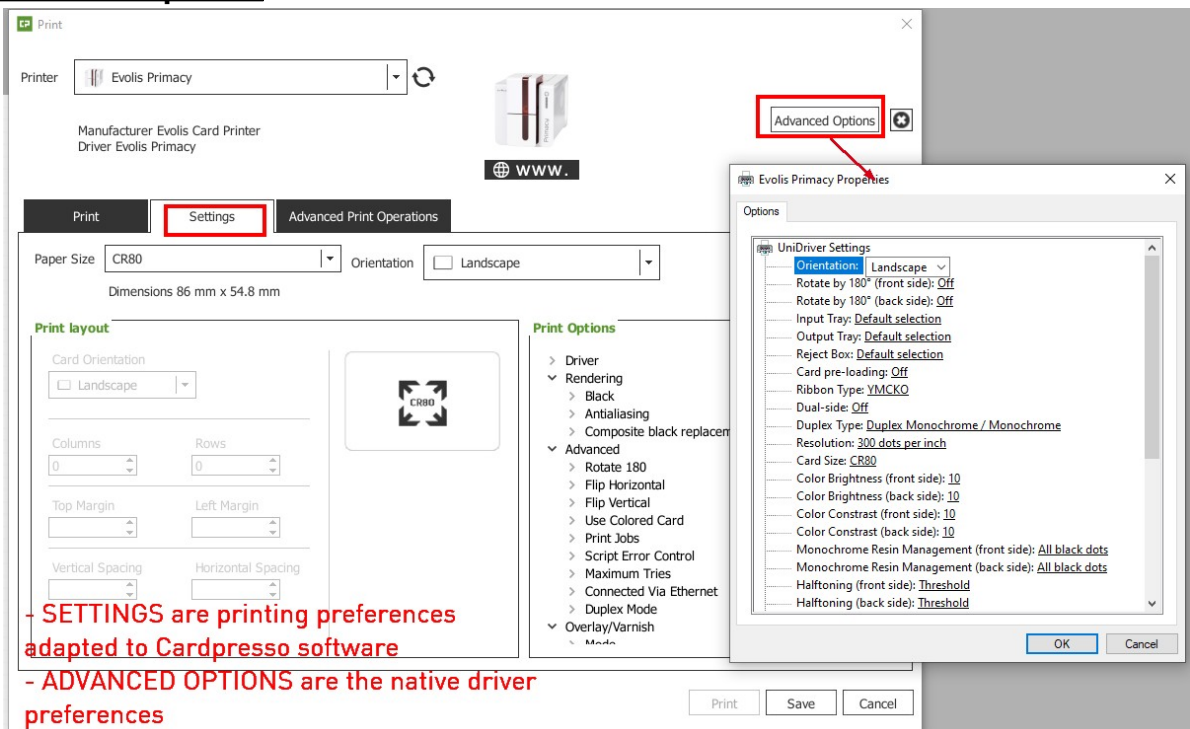 Print
Printer
Evolis Primacy
Manufacturer Evolis Card Printer
Driver Evolis Primacy
Primacy
WWW.
Advanced Options
Print
Settings
Advanced Print Operations
Paper Size
CR80
Orientation
Landscape
Dimensions 86 mm x 54.8 mm
Print layout
Card Orientation
Landscape
CR80
Columns
Rows
0
0
Top Margin
Left Margin
Vertical Spacing
Horizontal Spacing
Print Options
Driver
Rendering
Black
Antialiasing
Composite black replacem
Advanced
Rotate 180
Flip Horizontal
Flip Vertical
Use Colored Card
Print Jobs
Script Error Control
Maximum Tries
Connected Via Ethernet
Duplex Mode
Overlay/Varnish
Mode
- SETTINGS are printing preferences
adapted to Cardpresso software
- ADVANCED OPTIONS are the native driver
preferences
Print
Save
Cancel
Evolis Primacy Properties
Options
UniDriver Settings
Orientation: Landscape
Rotate by 180° (front side): Off
Rotate by 180° (back side): Off
Input Tray: Default selection
Output Tray: Default selection
Reject Box: Default selection
Card pre-loading: Off
Ribbon Type: YMCKO
Dual-side: Off
Duplex Type: Duplex Monochrome / Monochrome
Resolution: 300 dots per inch
Card Size: CR80
Color Brightness (front side): 10
Color Brightness (back side): 10
Color Constrast (front side): 10
Color Constrast (back side): 10
Monochrome Resin Management (front side): All black dots
Monochrome Resin Management (back side): All black dots
Halftoning (front side): Threshold
Halftoning (back side): Threshold
OK
Cancel